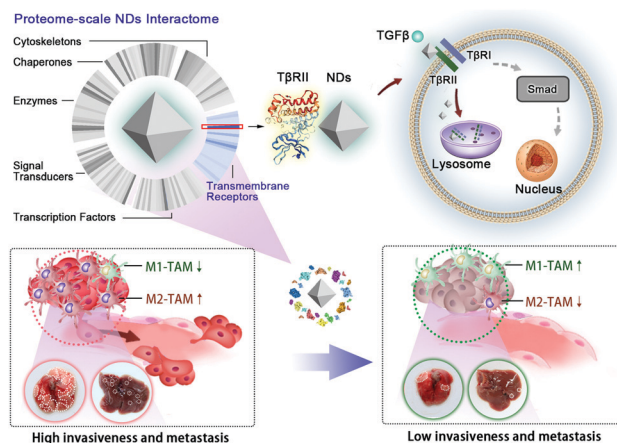 Proteome-scale NDs Interactome
Cytoskeletons
Chaperones
Enzymes
Signal
Transducers
Transcription Factors
Transmembrane
Receptors
TβRII
NDs
TGFβ
TβRI
TβRII
Smad
Lysosome
Nucleus
M1-TAM ↓
M2-TAM ↑
High invasiveness and metastasis
M1-TAM ↑
M2-TAM ↓
Low invasiveness and metastasis